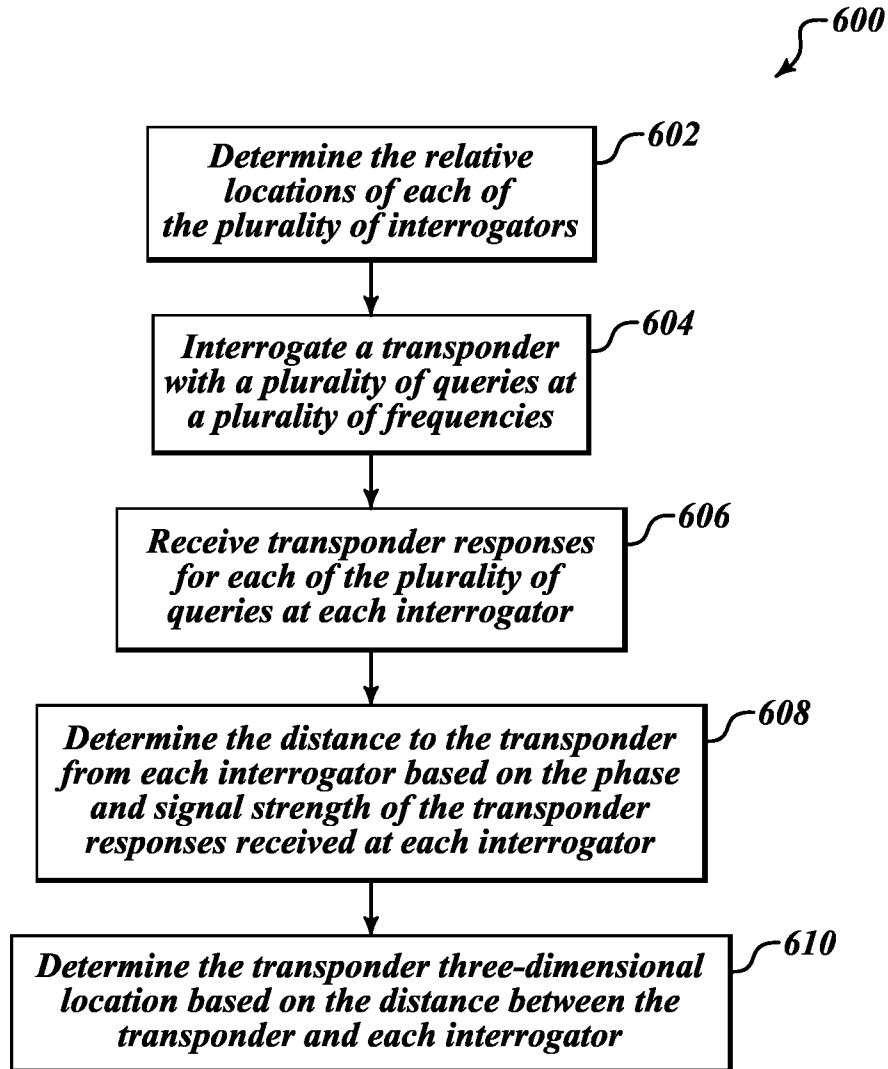 600
602
Determine the relative
locations of each of
the plurality of interrogators
604
Interrogate a transponder
with a plurality of queries at
a plurality of frequencies
606
Receive transponder responses
for each of the plurality of
queries at each interrogator
608
Determine the distance to the transponder
from each interrogator based on the phase
and signal strength of the transponder
responses received at each interrogator
610
Determine the transponder three-dimensional
location based on the distance between the
transponder and each interrogator